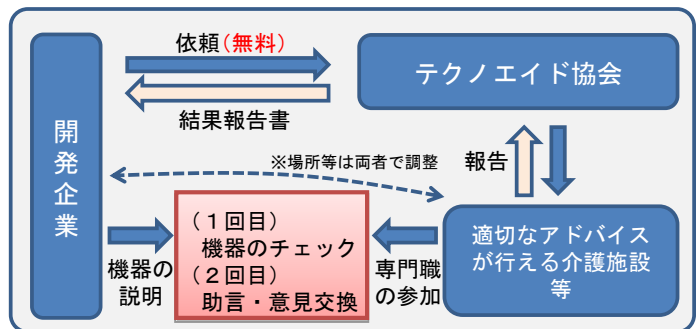 依頼(無料)
テクノエイド協会
結果報告書
開発企業
※場所等は両者で調整
報告
(1回目)
機器のチェック
(2回目)
助言・意見交換
機器の
説明
専門職
の参加
適切なアドバイス
が行える介護施設
等